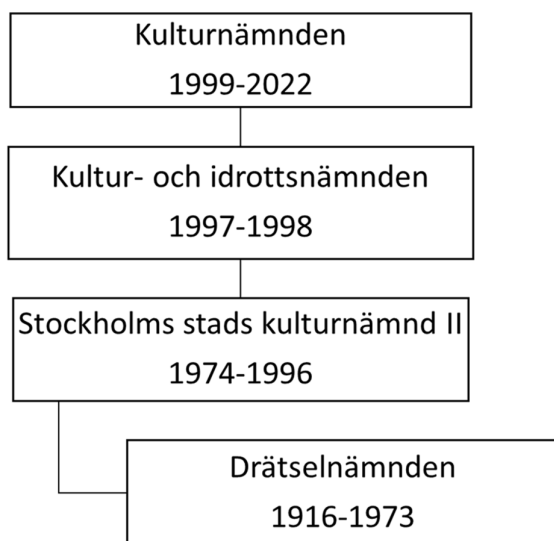 Kulturnämnden
1999-2022
Kultur- och idrottsnämnden
1997-1998
Stockholms stads kulturnämnd II
1974-1996
Drätselnämnden
1916-1973